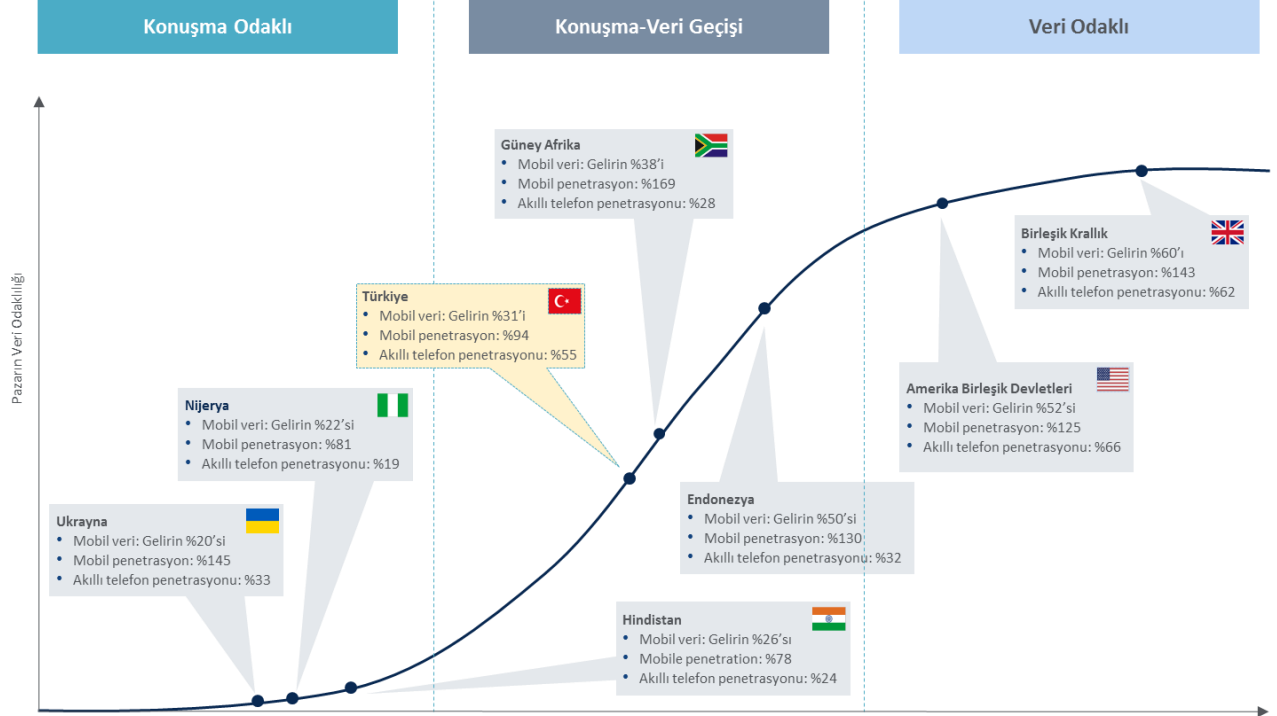 Konuşma Odaklı
Konuşma-Veri Geçişi
Veri Odaklı
Pazarın Veri Odaklılığı
Güney Afrika
• Mobil veri: Gelirin %38’i
• Mobil penetrasyon: %169
• Akıllı telefon penetrasyonu: %28
Birleşik Krallık
• Mobil veri: Gelirin %60’ı
• Mobil penetrasyon: %143
• Akıllı telefon penetrasyonu: %62
Türkiye
• Mobil veri: Gelirin %31’i
• Mobil penetrasyon: %94
• Akıllı telefon penetrasyonu: %55
Amerika Birleşik Devletleri
• Mobil veri: Gelirin %52’si
• Mobil penetrasyon: %125
• Akıllı telefon penetrasyonu: %66
Nijerya
• Mobil veri: Gelirin %22’si
• Mobil penetrasyon: %81
• Akıllı telefon penetrasyonu: %19
Endonezya
• Mobil veri: Gelirin %50’si
• Mobil penetrasyon: %130
• Akıllı telefon penetrasyonu: %32
Ukrayna
• Mobil veri: Gelirin %20’si
• Mobil penetrasyon: %145
• Akıllı telefon penetrasyonu: %33
Hindistan
• Mobil veri: Gelirin %26’sı
• Mobile penetration: %78
• Akıllı telefon penetrasyonu: %24